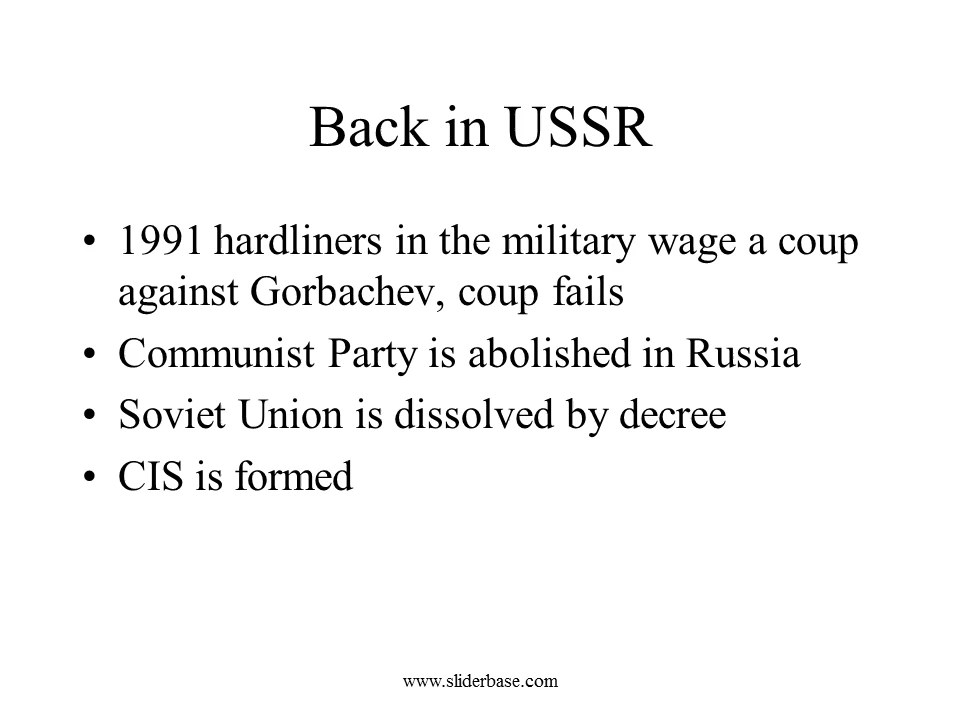 Back in USSR
• 1991 hardliners in the military wage a coup
against Gorbachev, coup fails
• Communist Party is abolished in Russia
• Soviet Union is dissolved by decree
• CIS is formed
www.sliderbase.com